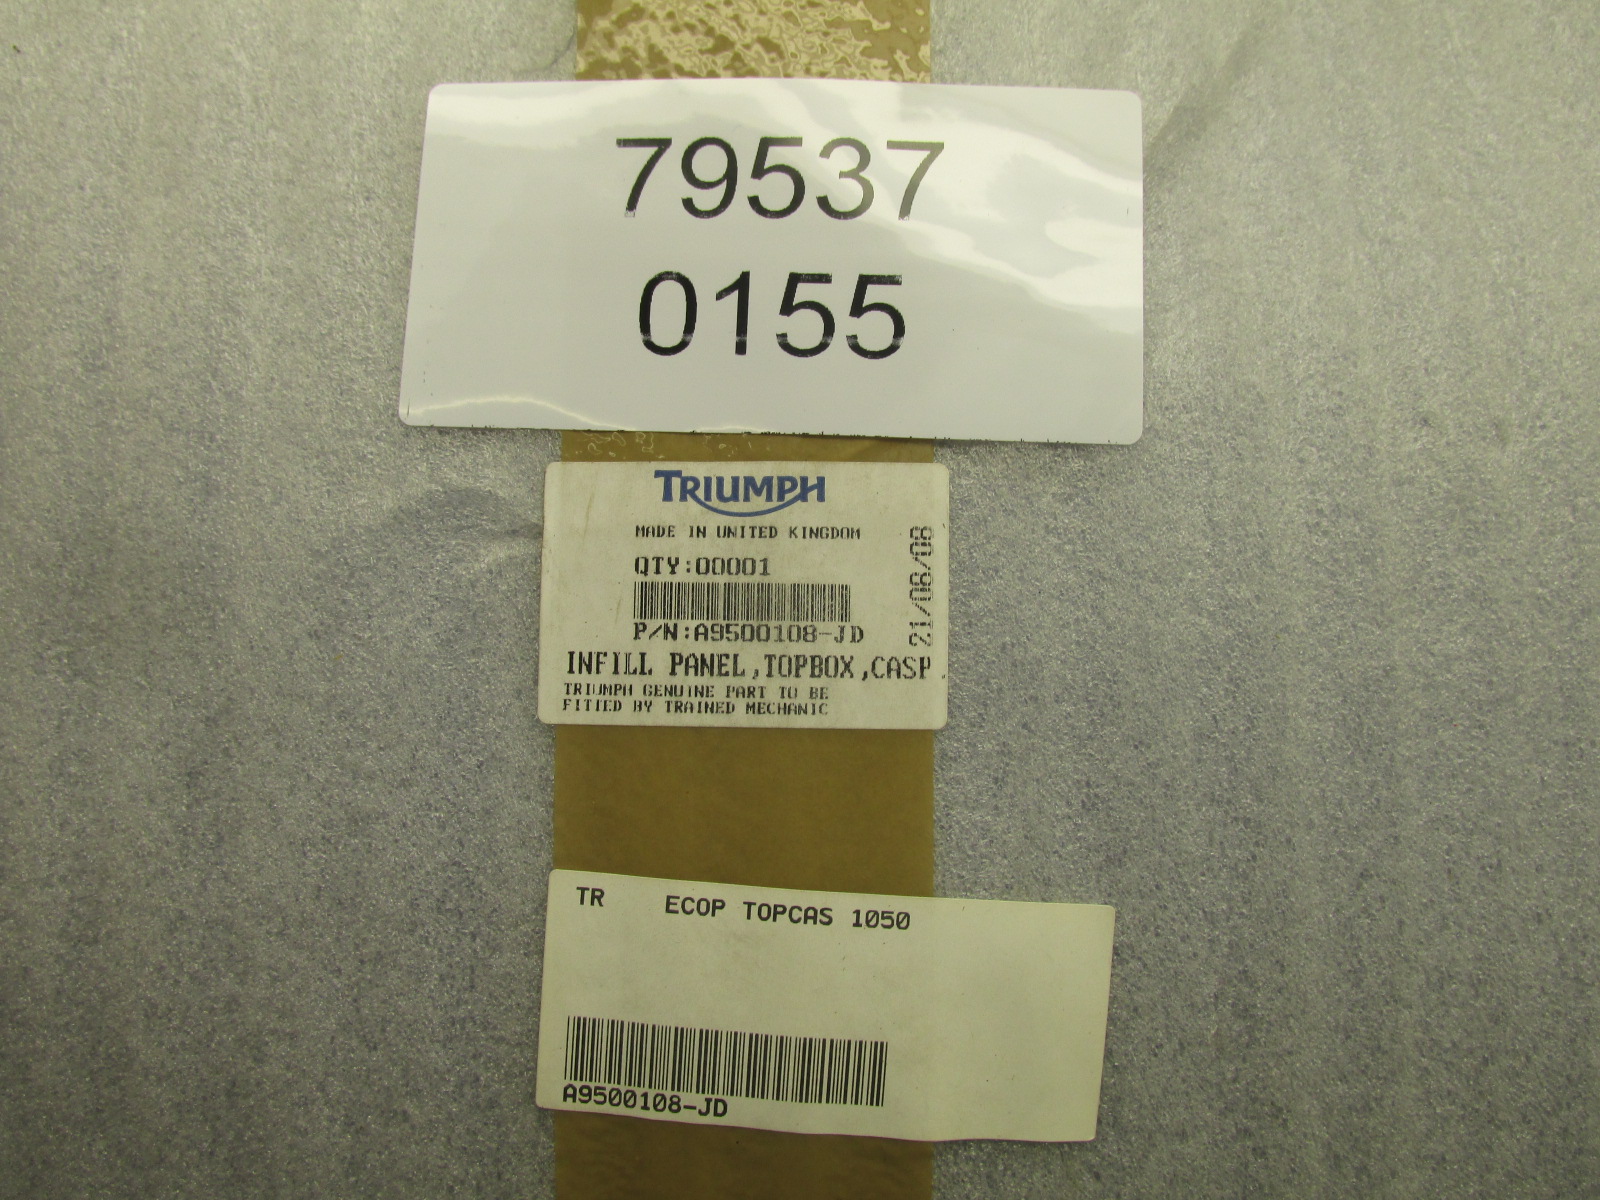 79537
0155
TRIUMPH
MADE IN UNITED KINGDOM
QTY:00001
21/08/08
P/N:A9500108-JD
INFILL PANEL,TOPBOX,CASP.
TRIUMPH GENUINE PART TO BE
FITTED BY TRAINED MECHANIC
TR ECOP TOPCAS 1050
A9500108-JD